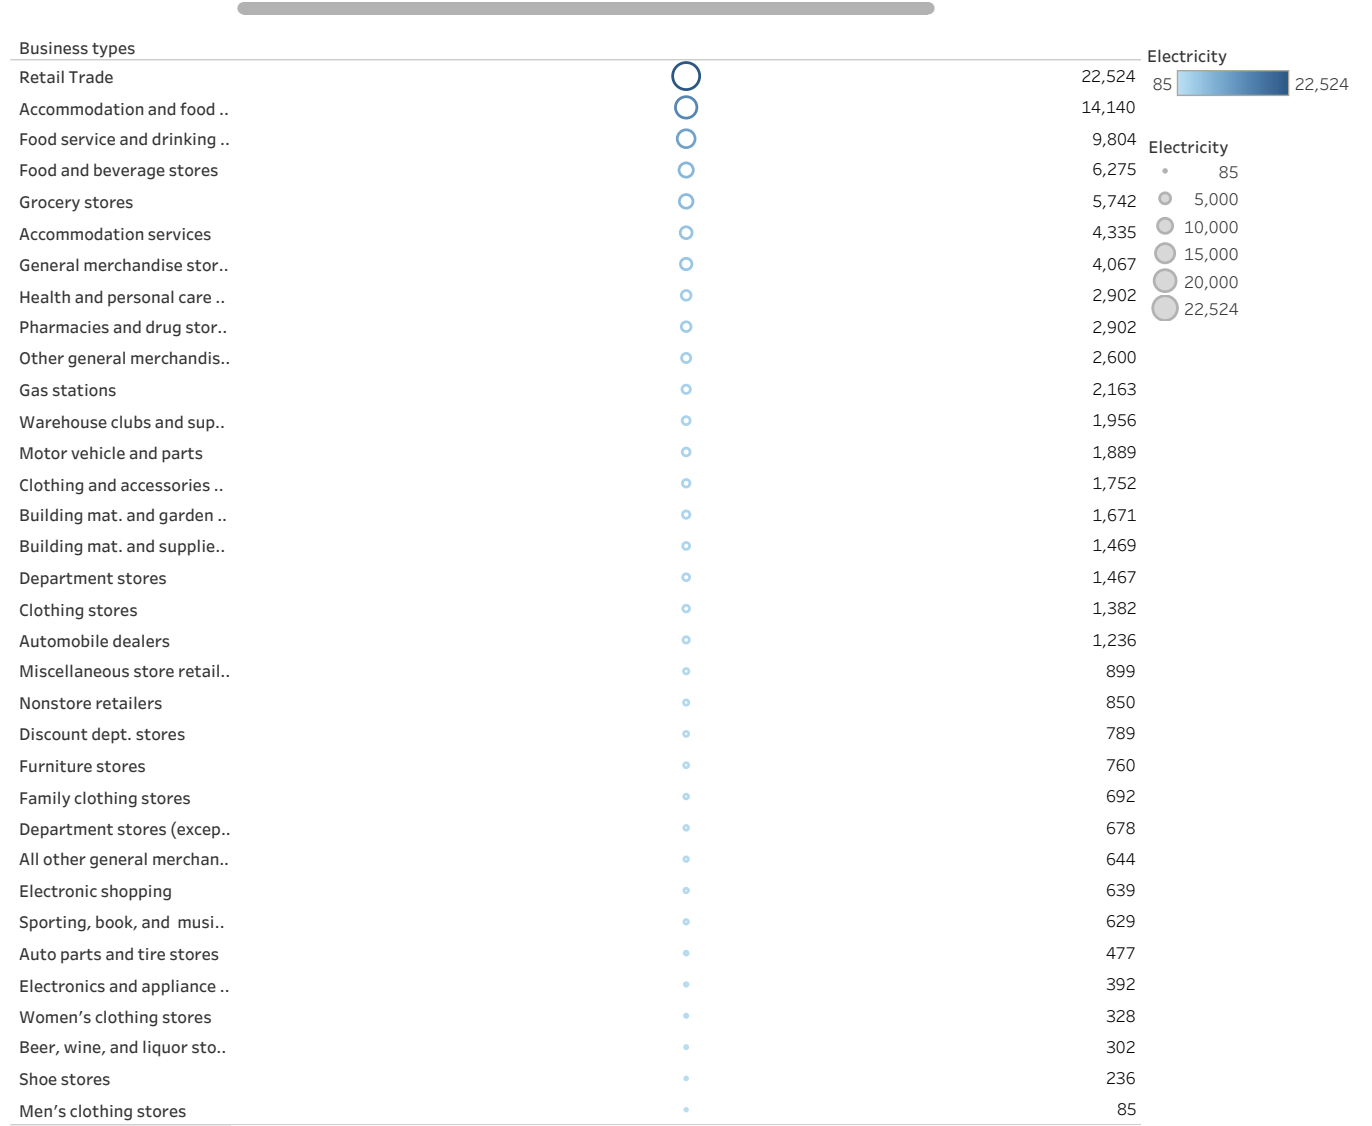 Business types
Retail Trade 22,524
Accommodation and food .. 14,140
Food service and drinking .. 9,804
Food and beverage stores 6,275
Grocery stores 5,742
Accommodation services 4,335
General merchandise stor.. 4,067
Health and personal care .. 2,902
Pharmacies and drug stor.. 2,902
Other general merchandis.. 2,600
Gas stations 2,163
Warehouse clubs and sup.. 1,956
Motor vehicle and parts 1,889
Clothing and accessories .. 1,752
Building mat. and garden .. 1,671
Building mat. and supplie.. 1,469
Department stores 1,467
Clothing stores 1,382
Automobile dealers 1,236
Miscellaneous store retail.. 899
Nonstore retailers 850
Discount dept. stores 789
Furniture stores 760
Family clothing stores 692
Department stores (excep.. 678
All other general merchan.. 644
Electronic shopping 639
Sporting, book, and  musi.. 629
Auto parts and tire stores 477
Electronics and appliance .. 392
Women’s clothing stores 328
Beer, wine, and liquor sto.. 302
Shoe stores 236
Men’s clothing stores 85
Electricity
85 22,524
Electricity
85
5,000
10,000
15,000
20,000
22,524